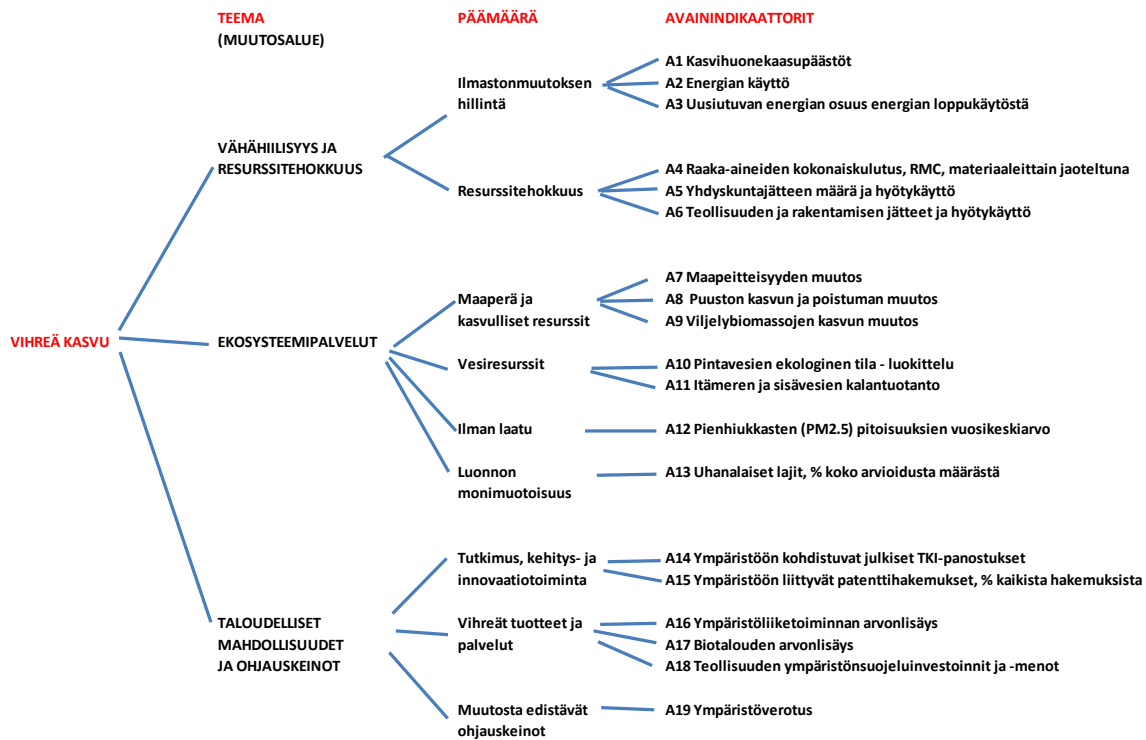 TEEMA
(MUUTOSALUE)
PÄÄMÄÄRÄ
AVAININDIKAATTORIT
VIHREÄ KASVU
VÄHÄHIILISYYS JA
RESURSSITEHOKKUUS
Ilmastonmuutoksen
hillintä
A1 Kasvihuonekaasupäästöt
A2 Energian käyttö
A3 Uusiutuvan energian osuus energian loppukäytöstä
Resurssitehokkuus
A4 Raaka-aineiden kokonaiskulutus, RMC, materiaaleittain jaoteltuna
A5 Yhdyskuntajätteen määrä ja hyötykäyttö
A6 Teollisuuden ja rakentamisen jätteet ja hyötykäyttö
EKOSYSTEEMIPALVELUT
Maaperä ja
kasvulliset resurssit
A7 Maapeitteisyyden muutos
A8 Puuston kasvun ja poistuman muutos
A9 Viljelybiomassojen kasvun muutos
Vesiresurssit
A10 Pintavesien ekologinen tila - luokittelu
A11 Itämeren ja sisävesien kalantuotanto
Ilman laatu
A12 Pienhiukkasten (PM2.5) pitoisuuksien vuosikeskiarvo
Luonnon
monimuotoisuus
A13 Uhanalaiset lajit, % koko arvioidusta määrästä
TALOUDELLISET
MAHDOLLISUUDET
JA OHJAUSKEINOT
Tutkimus, kehitys- ja
innovaatiotoiminta
A14 Ympäristöön kohdistuvat julkiset TKI-panostukset
A15 Ympäristöön liittyvät patenttihakemukset, % kaikista hakemuksista
Vihreät tuotteet ja
palvelut
A16 Ympäristöliiketoiminnan arvonlisäys
A17 Biotalouden arvonlisäys
A18 Teollisuuden ympäristönsuojeluinvestoinnit ja -menot
Muutosta edistävät
ohjauskeinot
A19 Ympäristöverotus